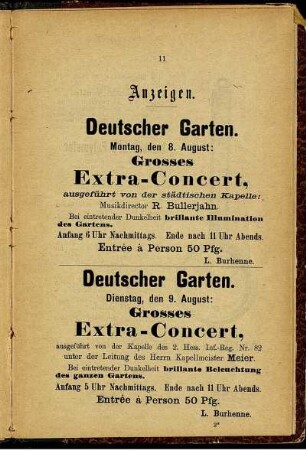 11
Anzeigen.
Deutscher Garten.
Montag, den 8. August:
Grosses
Extra-Concert,
ausgeführt von der städtischen Kapelle:
Musikdirector R. Bullerjahn.
Bei eintretender Dunkelheit brillante Illumination
des Gartens.
Anfang 6 Uhr Nachmittags. Ende nach 11 Uhr Abends.
Entrée à Person 50 Pfg.
L. Burhenne.
Deutscher Garten.
Dienstag, den 9. August:
Grosses
Extra-Concert,
ausgeführt von der Kapelle des 2. Hess. Inf.-Reg. Nr. 82
unter der Leitung des Herrn Kapellmeister Meier.
Bei eintretender Dunkelheit brillante Beleuchtung
des ganzen Gartens.
Anfang 5 Uhr Nachmittags. Ende nach 11 Uhr Abends.
Entrée à Person 50 Pfg.
L. Burhenne.
2*